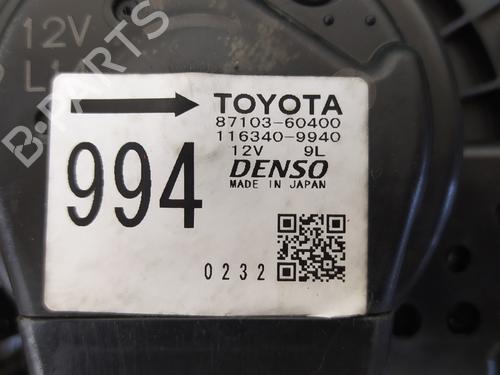 12V
TOYOTA
87103-60400
116340-9940
12V 9L
DENSO
MADE IN JAPAN
994
0232
B-PARTS